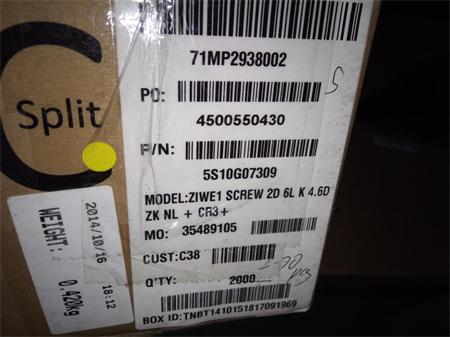 71MP2938002
PO:
4500550430
P/N:
5S10G07309
MODEL:ZIWE1 SCREW 2D 6L K 4.6D
ZK NL + CR3+
MO: 35489105
CUST:C38
Q'TY: 2000
BOX ID:TNBT1410151817091969
Split
2014/10/16 18:12
WEIGHT: 0.420kg